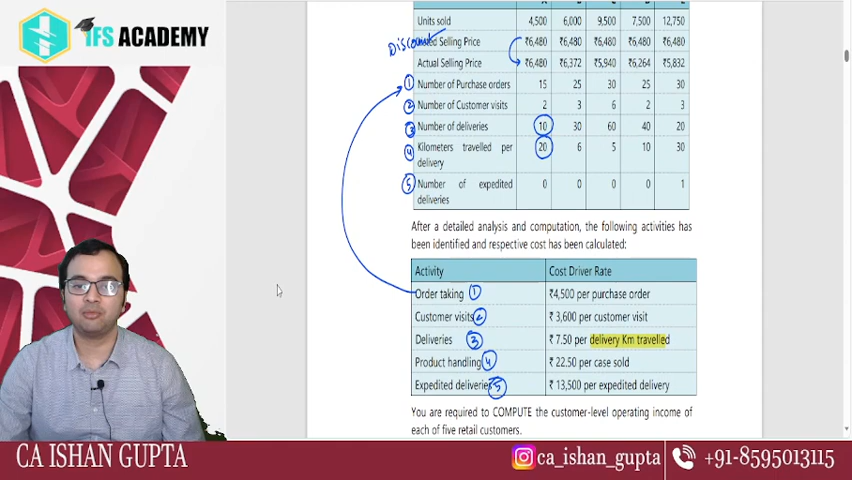 IFS ACADEMY
A B C D E
Units sold 4,500 6,000 9,500 7,500 12,750
Discount
Selling Price ₹6,480 ₹6,480 ₹6,480 ₹6,480 ₹6,480
Actual Selling Price ₹6,480 ₹6,372 ₹5,940 ₹6,264 ₹5,832
① Number of Purchase orders 15 25 30 25 30
② Number of Customer visits 2 3 6 2 3
③ Number of deliveries 10 30 60 40 20
④ Kilometers travelled per 20 6 5 10 30
delivery
⑤ Number of expedited 0 0 0 0 1
deliveries
After a detailed analysis and computation, the following activities has
been identified and respective cost has been calculated:
Activity Cost Driver Rate
Order taking ① ₹4,500 per purchase order
Customer visits ② ₹ 3,600 per customer visit
Deliveries ③ ₹ 7.50 per delivery Km travelled
Product handling ④ ₹ 22.50 per case sold
Expedited deliveries ⑤ ₹ 13,500 per expedited delivery
You are required to COMPUTE the customer-level operating income of
each of five retail customers.
CA ISHAN GUPTA ca_ishan_gupta +91-8595013115